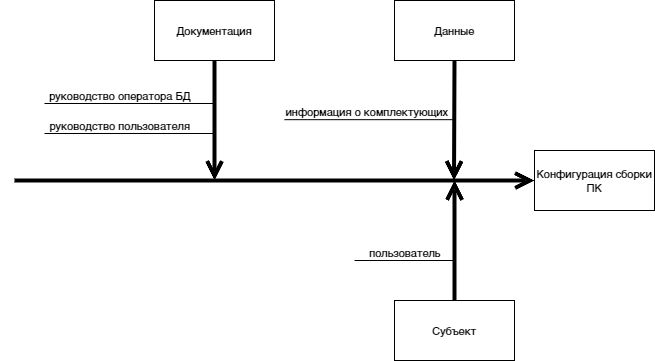 Документация
Данные
руководство оператора БД
информация о комплектующих
руководство пользователя
Конфигурация сборки
ПК
пользователь
Субъект